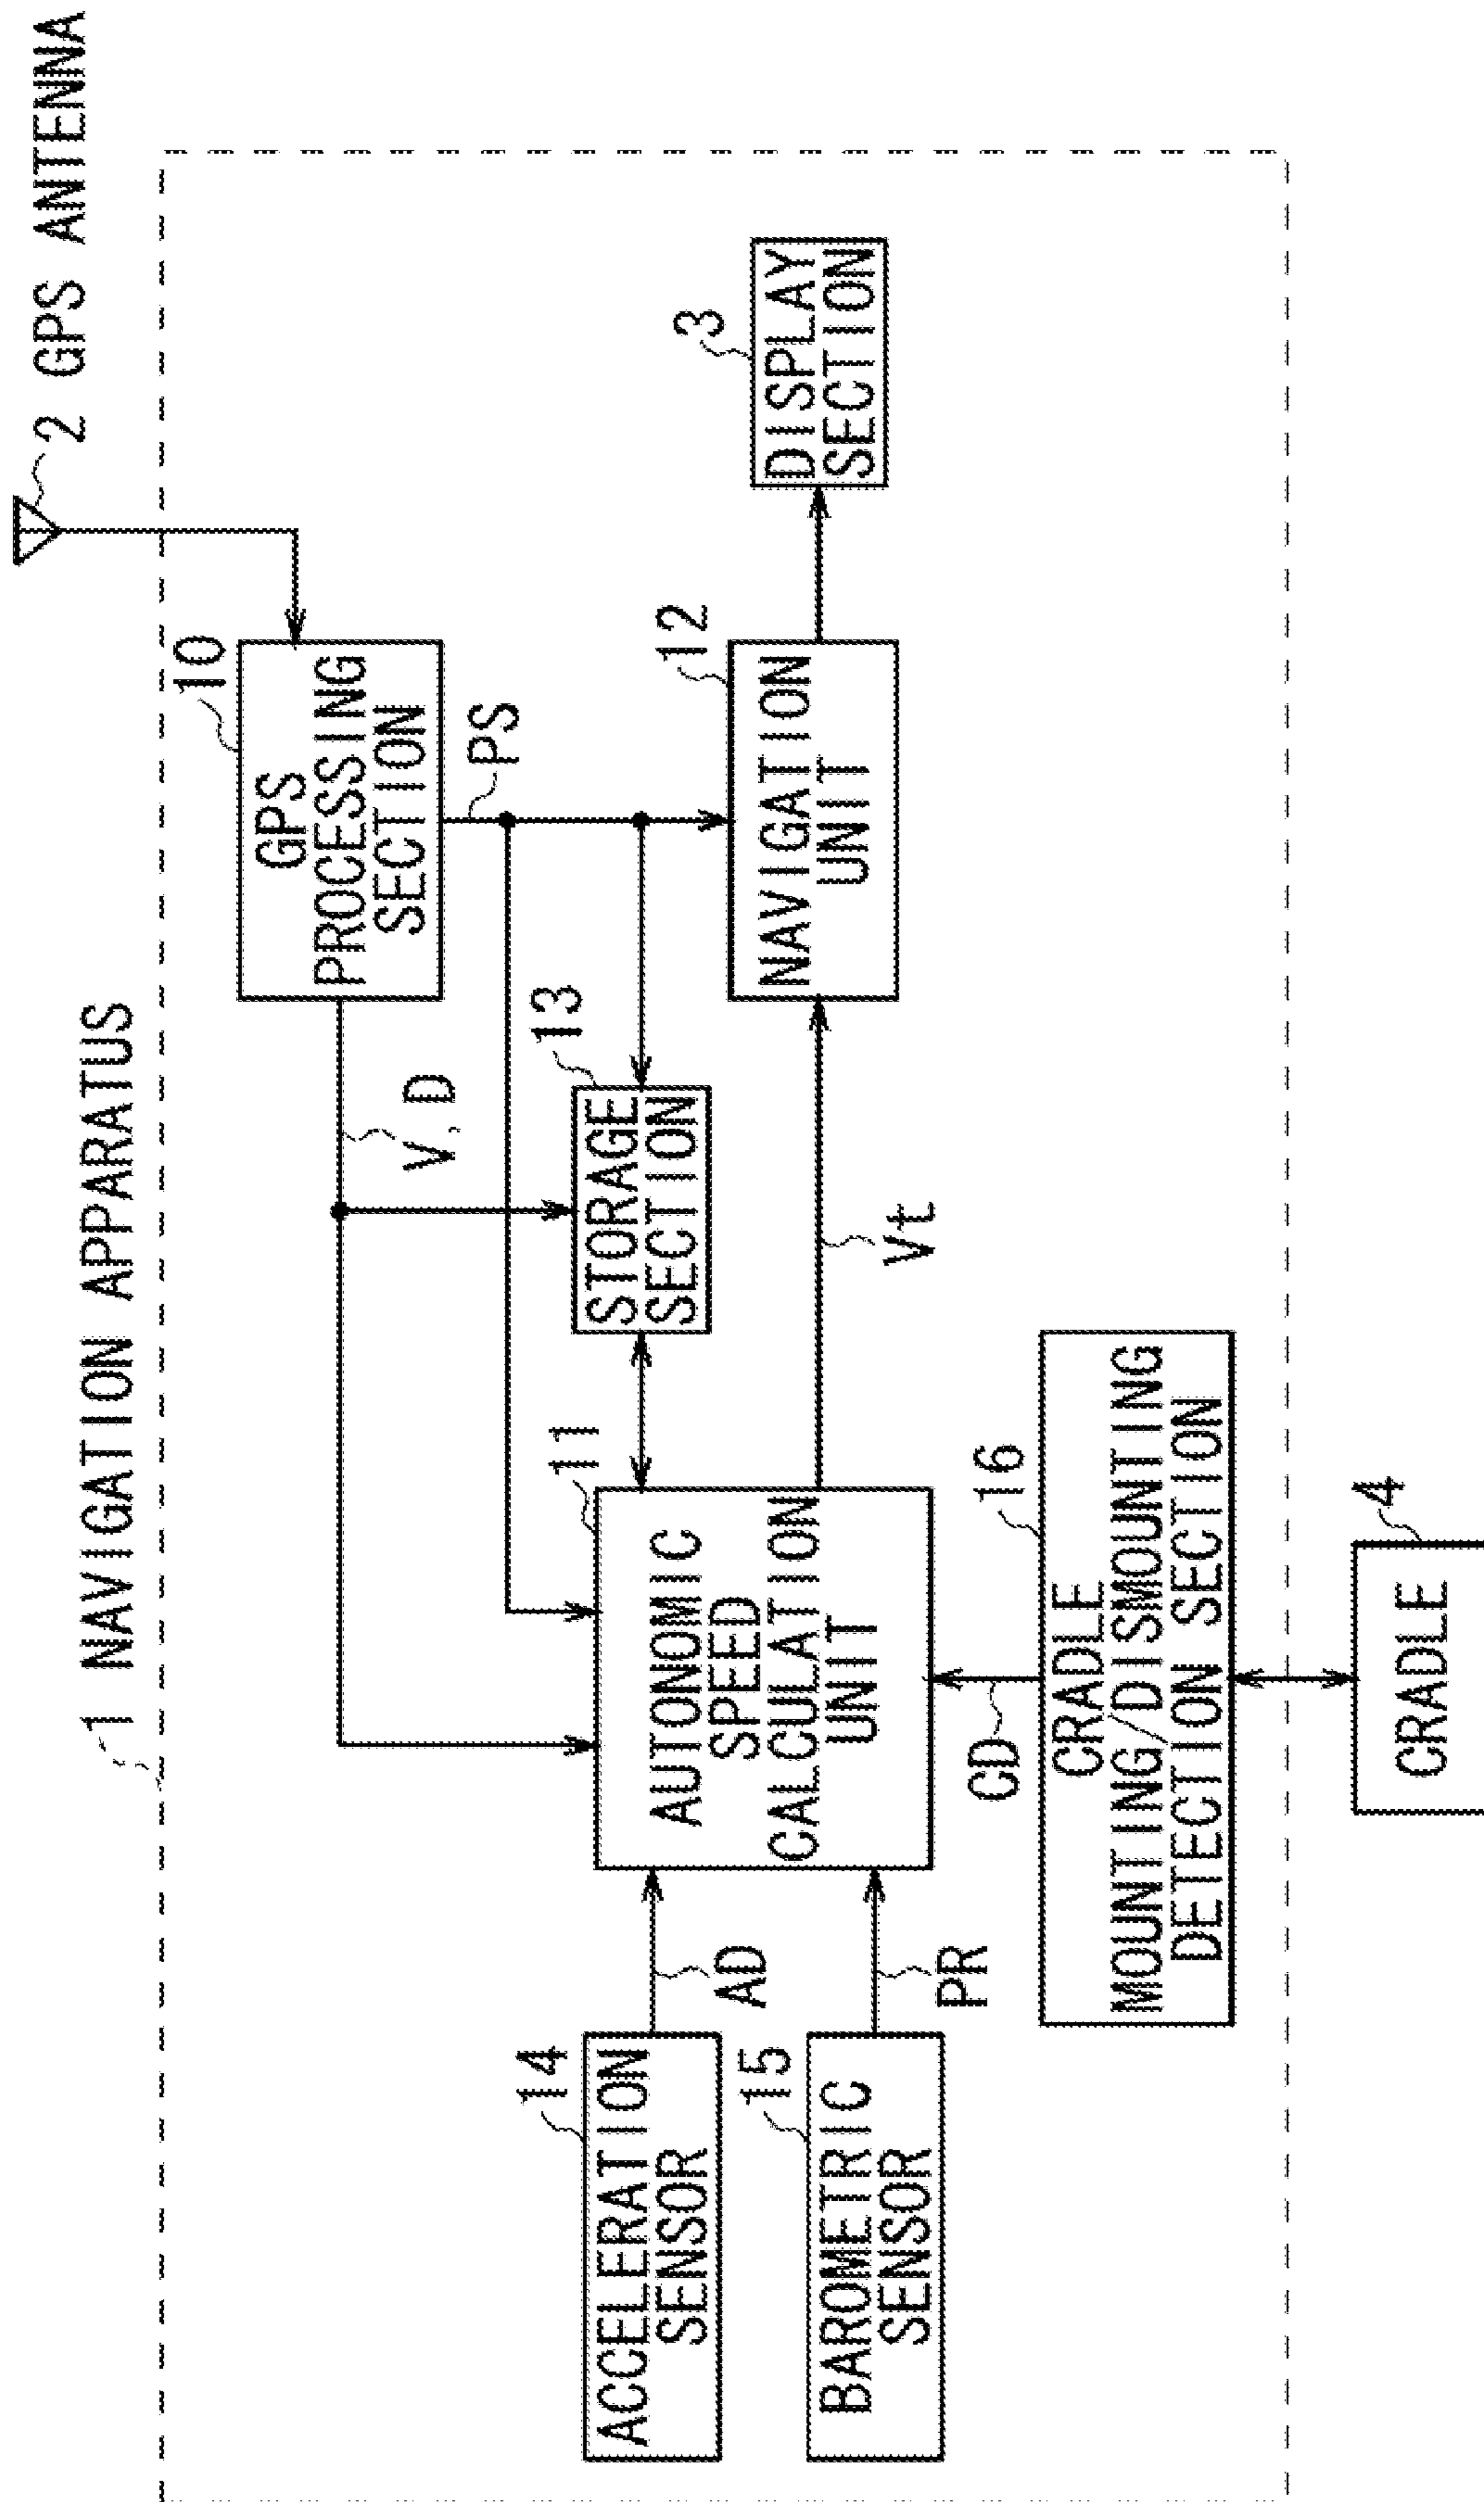 1 NAVIGATION APPARATUS
2 GPS ANTENNA
10
GPS
PROCESSING
SECTION
V, D
PS
13
STORAGE
SECTION
14
ACCELERATION
SENSOR
AD
11
AUTONOMIC
SPEED
CALCULATION
UNIT
Vt
12
NAVIGATION
UNIT
3
DISPLAY
SECTION
15
BAROMETRIC
SENSOR
PR
CD
16
CRADLE
MOUNTING/DISMOUNTING
DETECTION SECTION
4
CRADLE